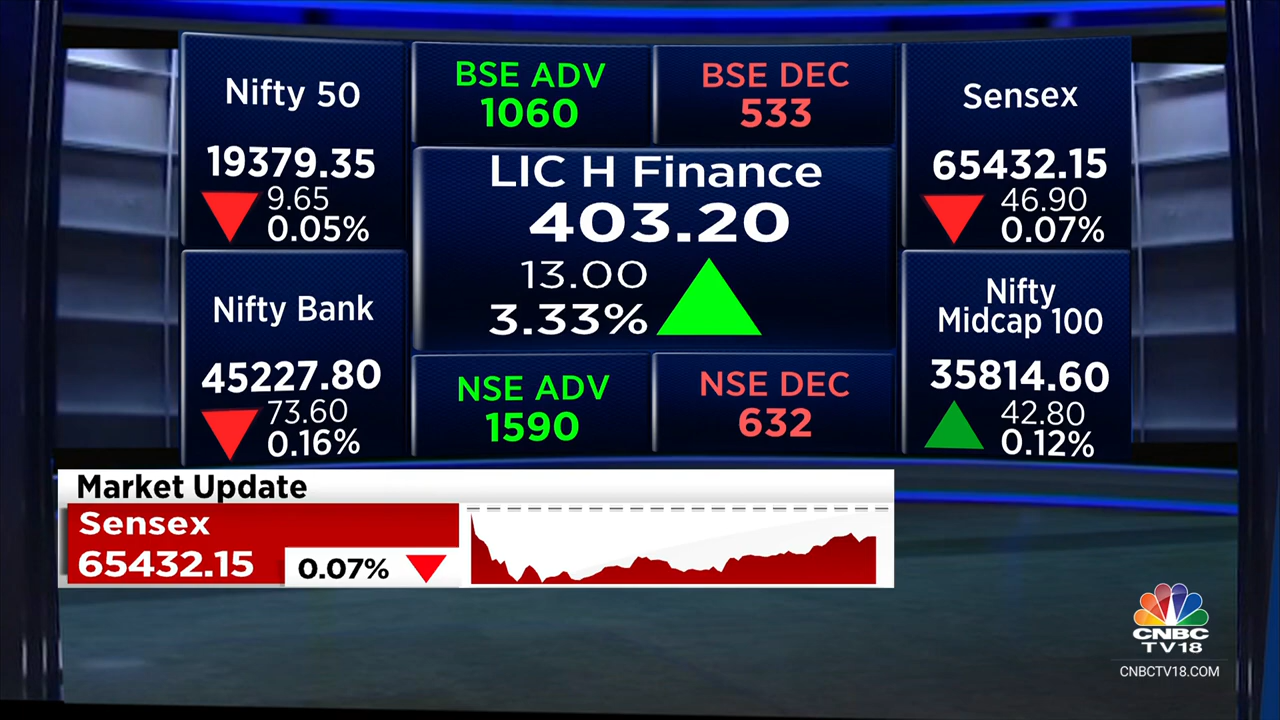 Nifty 50
19379.35
9.65
0.05%
BSE ADV
1060
BSE DEC
533
Sensex
65432.15
46.90
0.07%
LIC H Finance
403.20
13.00
3.33%
Nifty Bank
45227.80
73.60
0.16%
NSE ADV
1590
NSE DEC
632
Nifty
Midcap 100
35814.60
42.80
0.12%
Market Update
Sensex
65432.15
0.07%
CNBC
TV18
CNBCTV18.COM